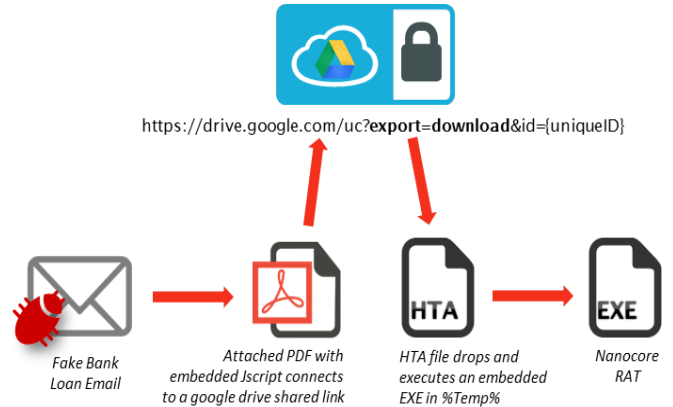 https://drive.google.com/uc?export=download&id={uniqueID}
HTA
EXE
Fake Bank
Loan Email
Attached PDF with
embedded Jscript connects
to a google drive shared link
HTA file drops and
executes an embedded
EXE in %Temp%
Nanocore
RAT